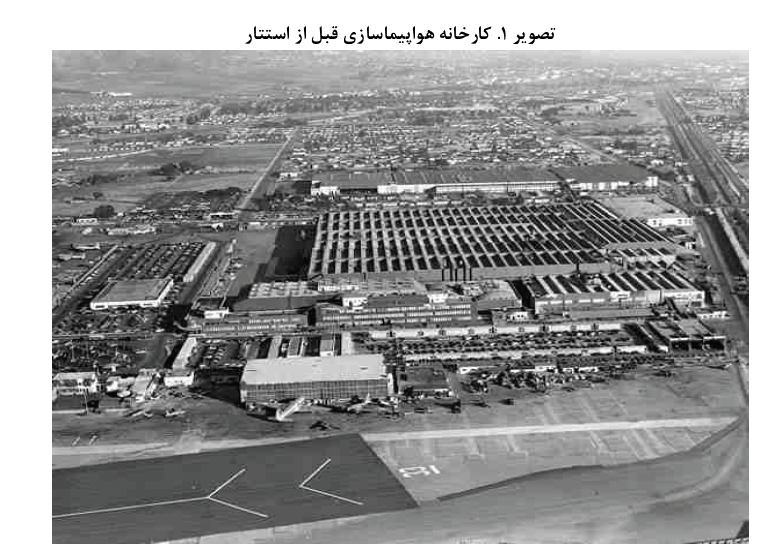 تصویر ۱. کارخانه هواپیماسازی قبل از استتار